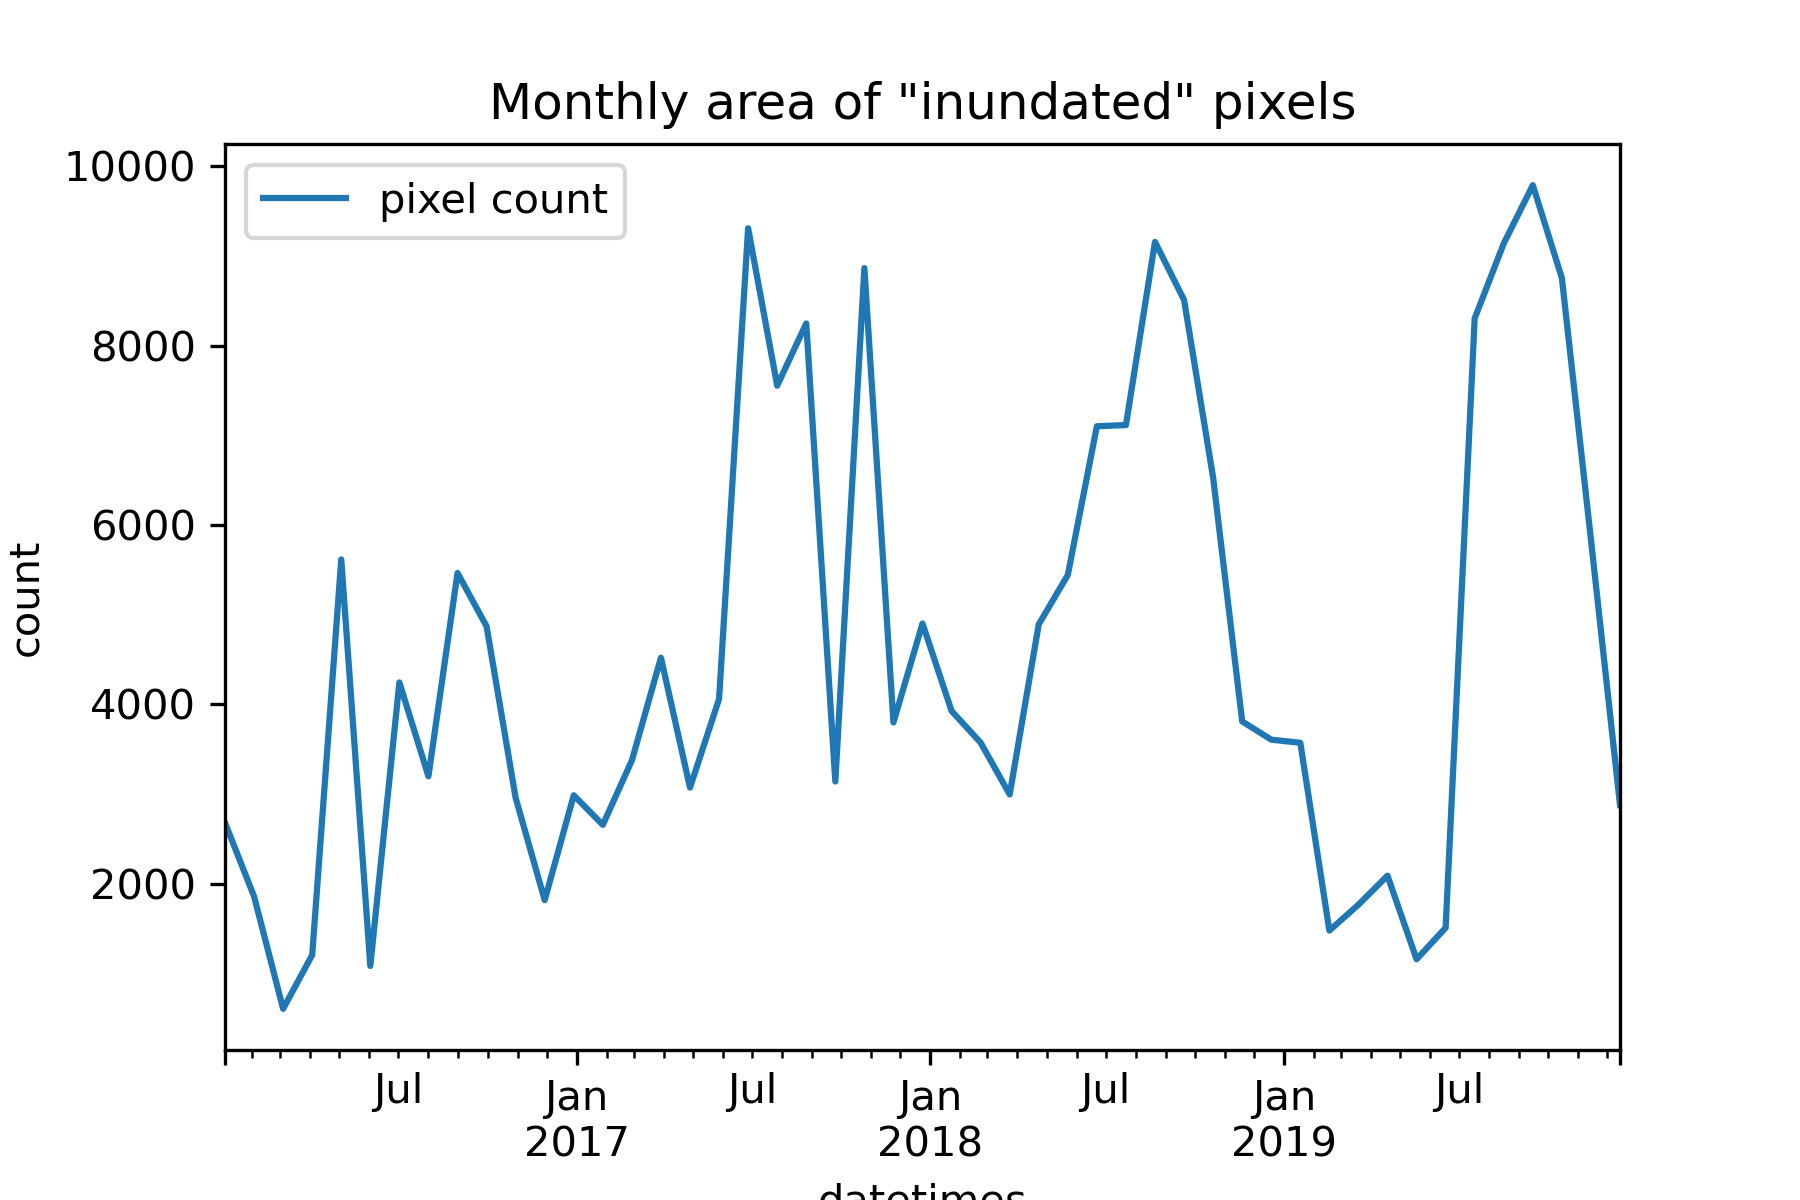 Monthly area of "inundated" pixels
pixel count
10000
8000
6000
4000
2000
count
Jul Jan Jul Jan Jul Jan Jul
2017 2018 2019
datetimes